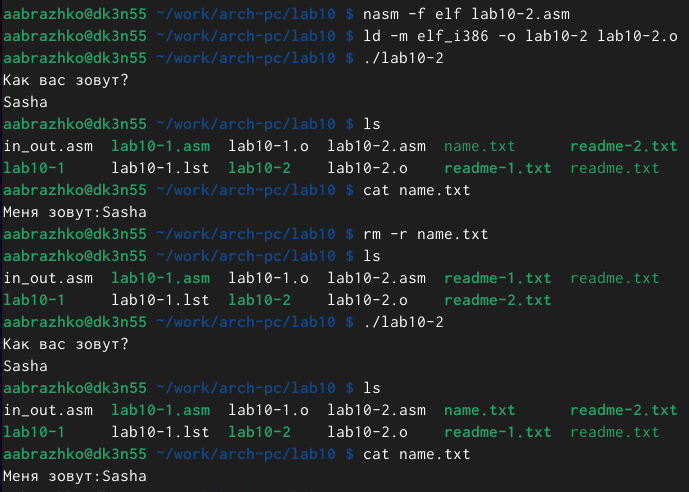 aabrazhko@dk3n55 ~/work/arch-pc/lab10 $ nasm -f elf lab10-2.asm
aabrazhko@dk3n55 ~/work/arch-pc/lab10 $ ld -m elf_i386 -o lab10-2 lab10-2.o
aabrazhko@dk3n55 ~/work/arch-pc/lab10 $ ./lab10-2
Как вас зовут?
Sasha
aabrazhko@dk3n55 ~/work/arch-pc/lab10 $ ls
in_out.asm lab10-1.asm lab10-1.o lab10-2.asm name.txt readme-2.txt
lab10-1 lab10-1.lst lab10-2 lab10-2.o readme-1.txt readme.txt
aabrazhko@dk3n55 ~/work/arch-pc/lab10 $ cat name.txt
Меня зовут:Sasha
aabrazhko@dk3n55 ~/work/arch-pc/lab10 $ rm -r name.txt
aabrazhko@dk3n55 ~/work/arch-pc/lab10 $ ls
in_out.asm lab10-1.asm lab10-1.o lab10-2.asm readme-1.txt readme.txt
lab10-1 lab10-1.lst lab10-2 lab10-2.o readme-2.txt
aabrazhko@dk3n55 ~/work/arch-pc/lab10 $ ./lab10-2
Как вас зовут?
Sasha
aabrazhko@dk3n55 ~/work/arch-pc/lab10 $ ls
in_out.asm lab10-1.asm lab10-1.o lab10-2.asm name.txt readme-2.txt
lab10-1 lab10-1.lst lab10-2 lab10-2.o readme-1.txt readme.txt
aabrazhko@dk3n55 ~/work/arch-pc/lab10 $ cat name.txt
Меня зовут:Sasha